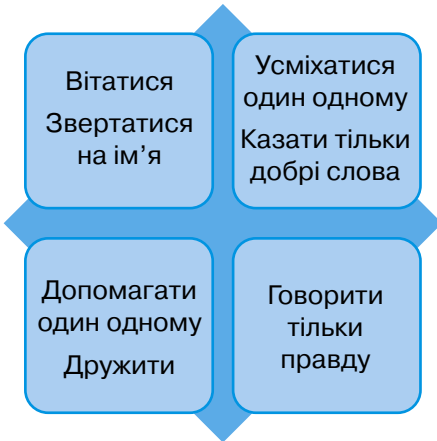 Вітатися
Звертатися
на ім’я
Усміхатися
один одному
Казати тільки
добрі слова
Допомагати
один одному
Дружити
Говорити
тільки
правду